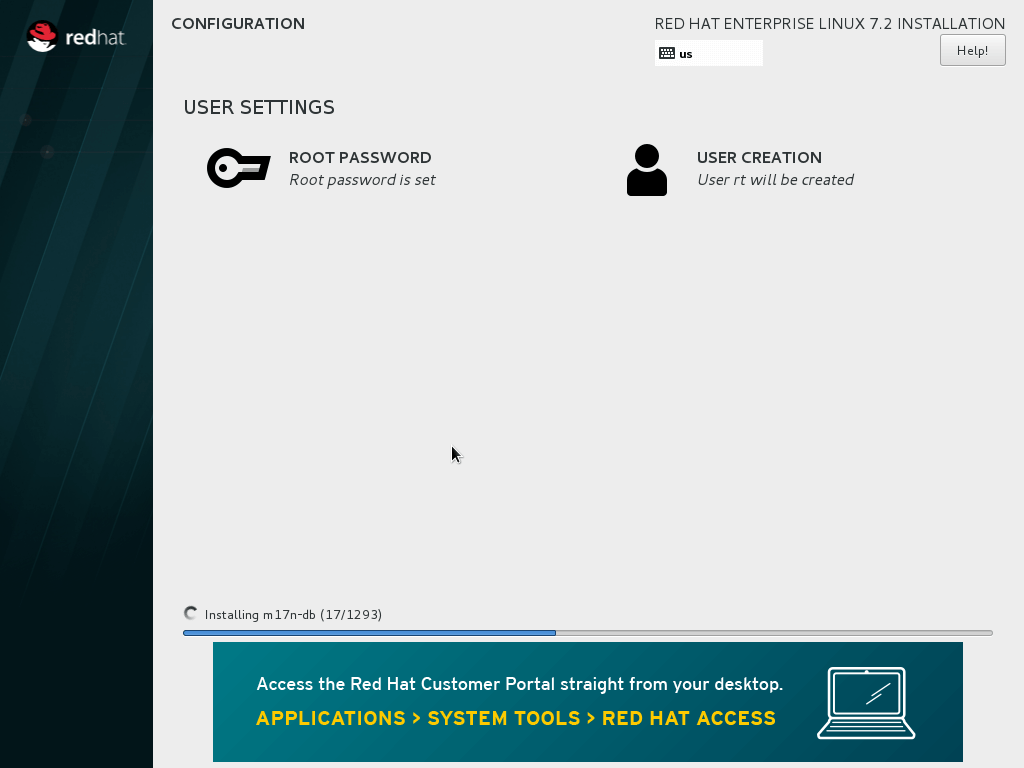 redhat.
CONFIGURATION
RED HAT ENTERPRISE LINUX 7.2 INSTALLATION
us
Help!
USER SETTINGS
ROOT PASSWORD
Root password is set
USER CREATION
User rt will be created
Installing m17n-db (17/1293)
Access the Red Hat Customer Portal straight from your desktop.
APPLICATIONS > SYSTEM TOOLS > RED HAT ACCESS